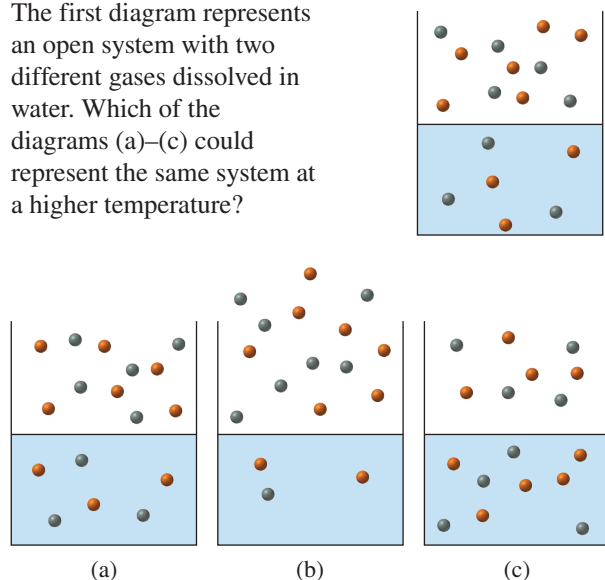 The first diagram represents
an open system with two
different gases dissolved in
water. Which of the
diagrams (a)–(c) could
represent the same system at
a higher temperature?
(a)
(b)
(c)